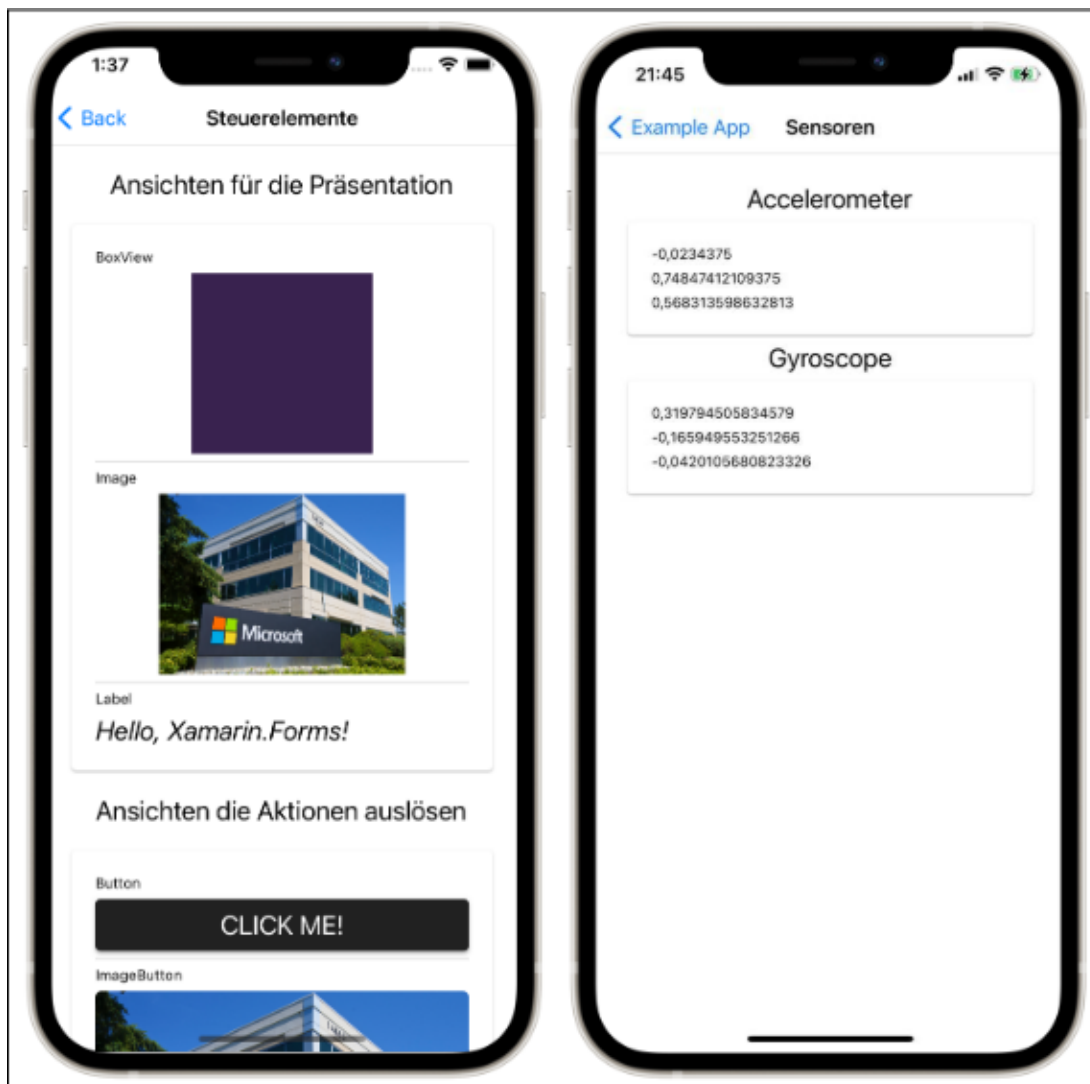 1:37
Back
Steuerelemente
Ansichten für die Präsentation
BoxView
Image
Microsoft
Label
Hello, Xamarin.Forms!
Ansichten die Aktionen auslösen
Button
CLICK ME!
ImageButton
21:45
Example App
Sensoren
Accelerometer
-0,0234375
0,74847412109375
0,568313598632813
Gyroscope
0,319794505834579
-0,165949553251266
-0,0420105680823326